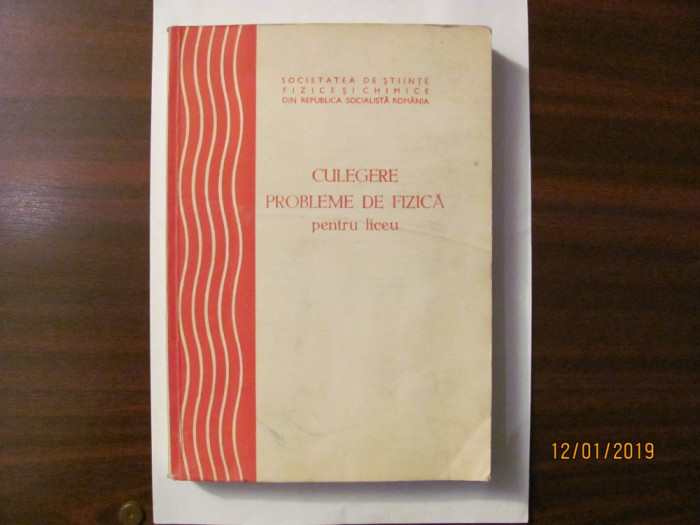 SOCIETATEA DE ȘTIINȚE
FIZICE ȘI CHIMICE
DIN REPUBLICA SOCIALISTĂ ROMÂNIA
CULEGERE
PROBLEME DE FIZICĂ
pentru liceu
12/01/2019